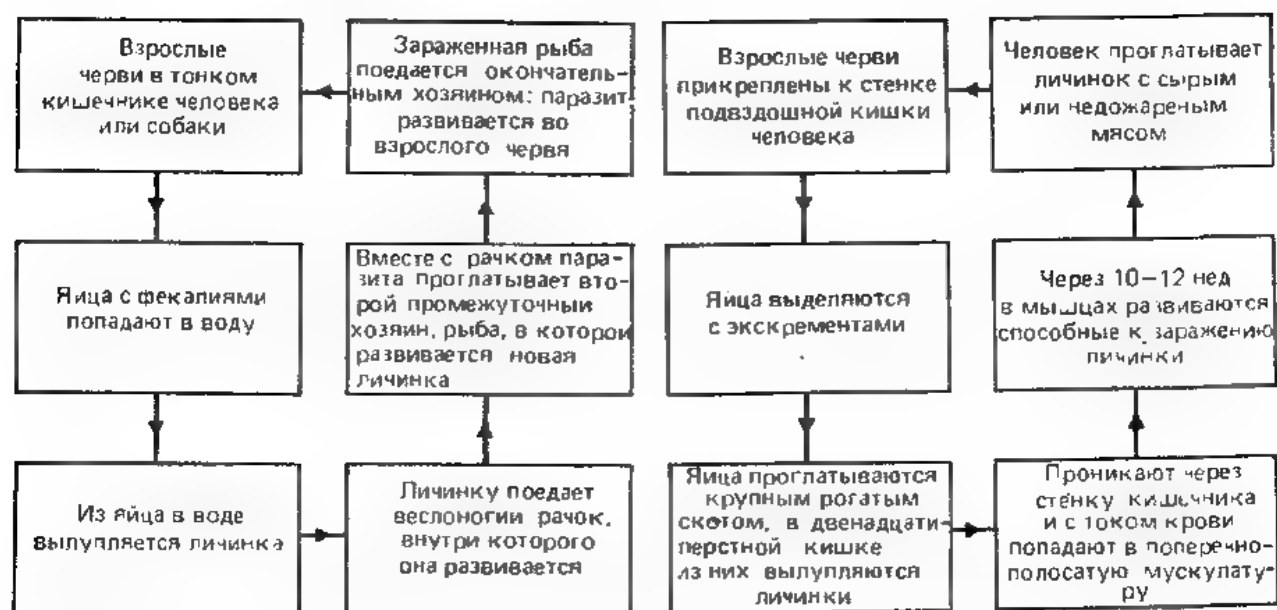 Взрослые
черви в тонком
кишечнике человека
или собаки
Яйца с фекалиями
попадают в воду
Из яйца в воде
вылупляется личинка
Личинку поедает
веслоногии рачок,
внутри которого
она развивается
Вместе с рачком пара-
зита проглатывает вто-
рой промежуточный
хозяин, рыба, в которой
развивается новая
личинка
Зараженная рыба
поедается окончатель-
ным хозяином: паразит
развивается во
взрослого червя
Взрослые черви
прикреплены к стенке
подвздошной кишки
человека
Яйца выделяются
с экскрементами
Яйца проглатываются
крупным рогатым
скотом, в двенадцати-
перстной кишке
из них вылупляются
личинки
Проникают через
стенку кишечника
и с током крови
попадают в поперечно-
полосатую мускулату-
ру
Через 10–12 нед
в мышцах развиваются
способные к заражению
личинки
Человек проглатывает
личинок с сырым
или недожареным
мясом